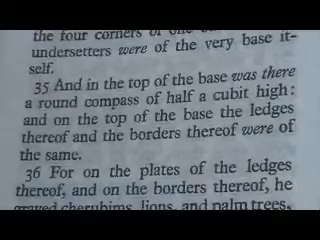 the four corners of one
undersetters were of the very base it-
self.
35 And in the top of the base was there
a round compass of half a cubit high:
and on the top of the base the ledges
thereof and the borders thereof were of
the same.
36 For on the plates of the ledges
thereof, and on the borders thereof, he
graved cherubims, lions, and palm trees,